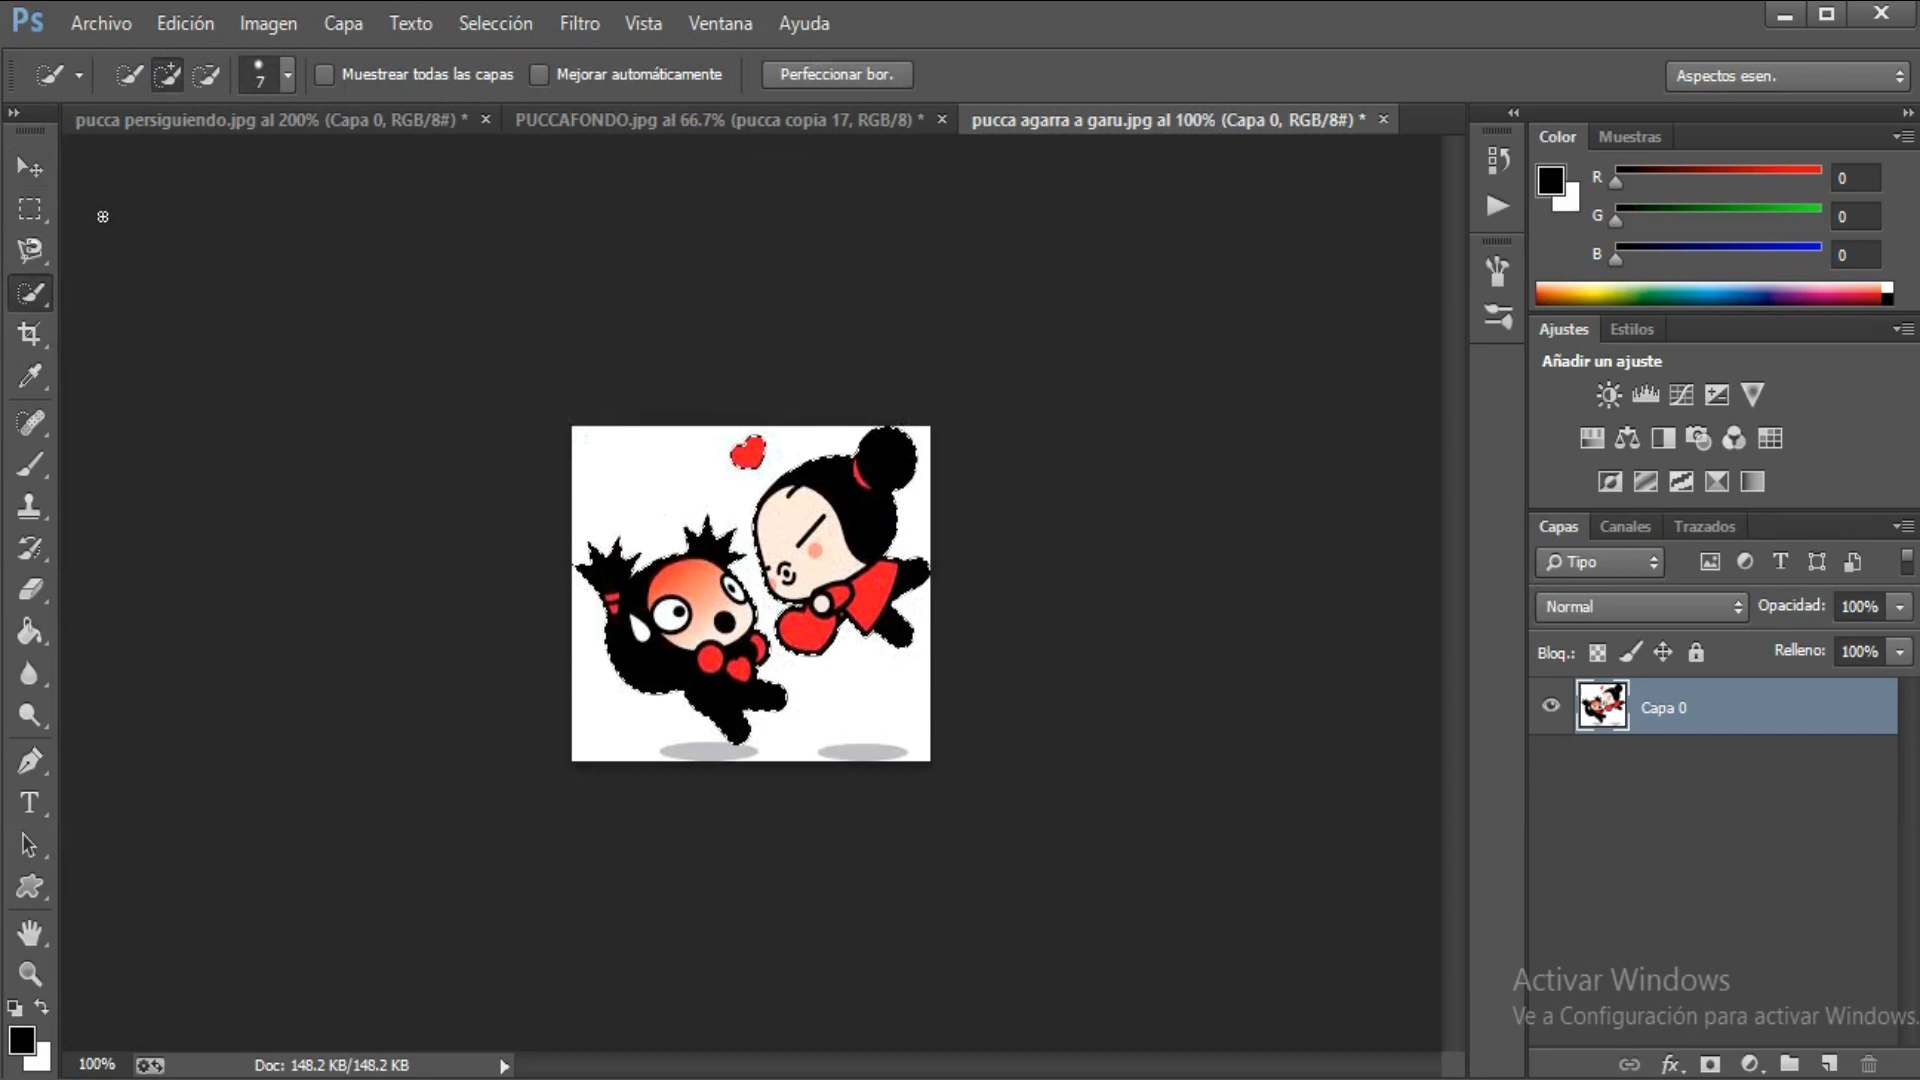 Ps Archivo Edición Imagen Capa Texto Selección Filtro Vista Ventana Ayuda
7 Muestrear todas las capas Mejorar automáticamente Perfeccionar bor. Aspectos esen.
pucca persiguiendo.jpg al 200% (Capa 0, RGB/8#) * PUCCAFONDO.jpg al 66.7% (pucca copia 17, RGB/8) * pucca agarra a garu.jpg al 100% (Capa 0, RGB/8#) *
Color Muestras
R 0
G 0
B 0
Ajustes Estilos
Añadir un ajuste
Capas Canales Trazados
Tipo
Normal Opacidad: 100%
Bloq.: Relleno: 100%
Capa 0
Activar Windows
Ve a Configuración para activar Windows.
100% Doc: 148.2 KB/148.2 KB